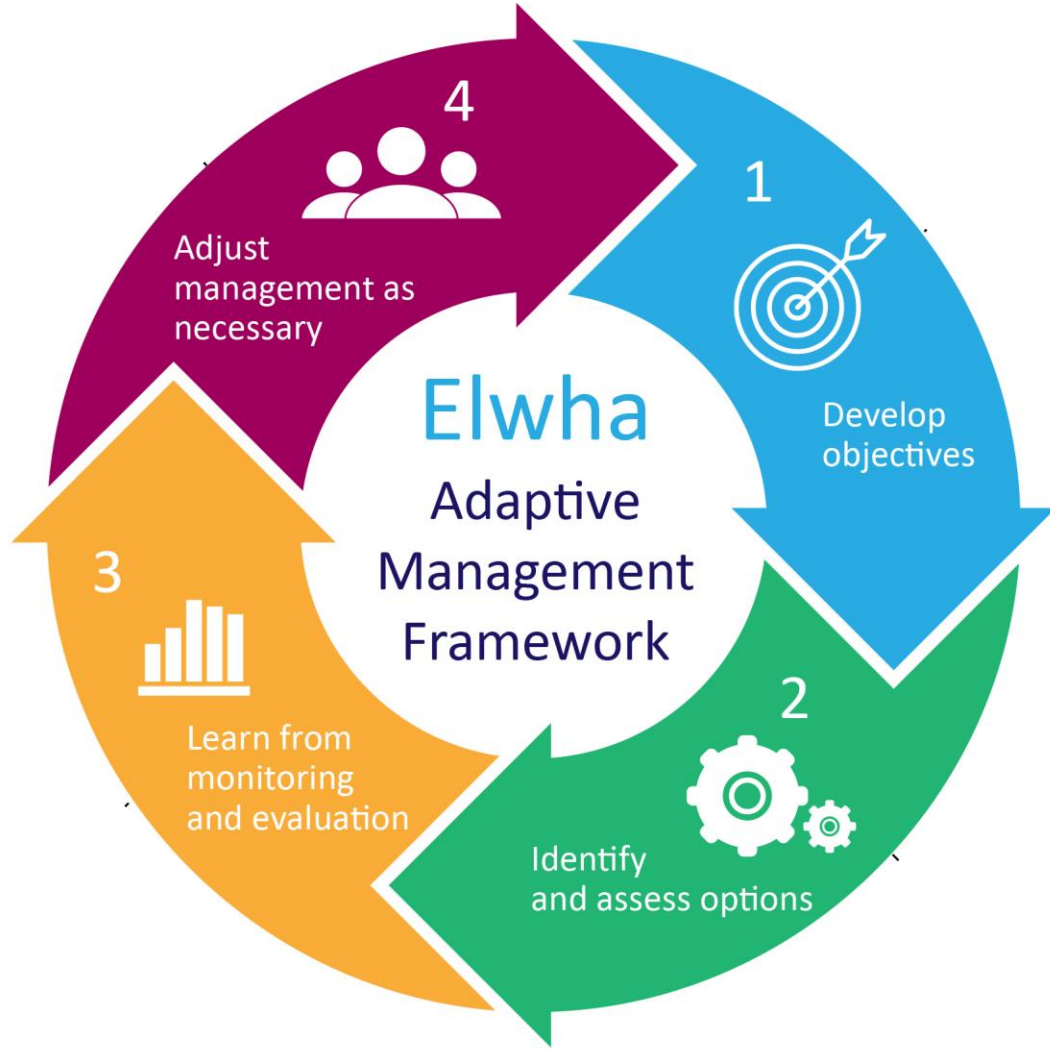 Elwha
Adaptive
Management
Framework
1
Develop
objectives
2
Identify
and assess options
3
Learn from
monitoring
and evaluation
4
Adjust
management as
necessary